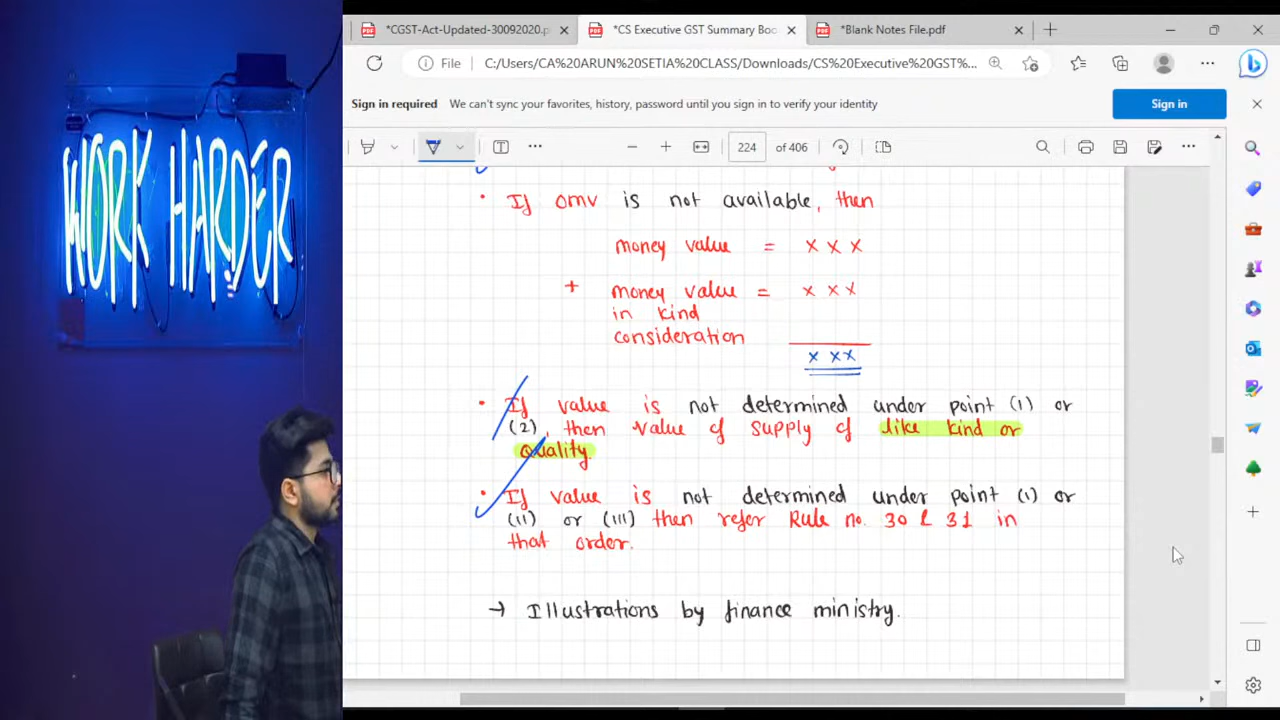 WORK HARDER
*CGST-Act-Updated-30092020.p
*CS Executive GST Summary Boo
*Blank Notes File.pdf
File
C:/Users/CA%20ARUN%20SETIA%20CLASS/Downloads/CS%20Executive%20GST%...
Sign in required We can't sync your favorites, history, password until you sign in to verify your identity
Sign in
224 of 406
• If OMV is not available, then
money value = x x x
+ money value = x x x
in kind
consideration
x xx
• If value is not determined under point (1) or
(2), then value of supply of like kind or
quality.
• If value is not determined under point (1) or
(11) or (111) then refer Rule no. 30 & 31 in
that order.
→ Illustrations by finance ministry.